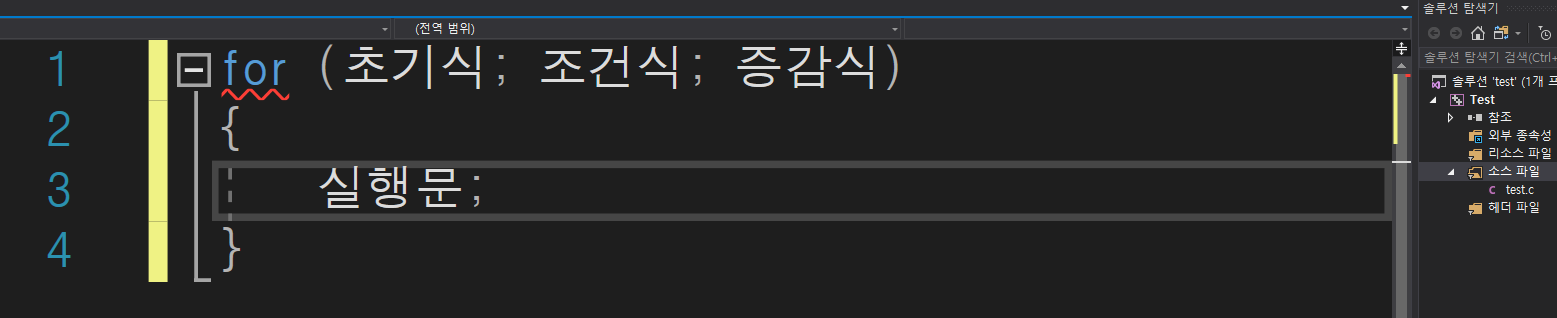 (전역 범위)
1 for (초기식; 조건식; 증감식)
2 {
3 실행문;
4 }
솔루션 탐색기
솔루션 탐색기 검색(Ctrl+
솔루션 'test' (1개 프
Test
참조
외부 종속성
리소스 파일
소스 파일
test.c
헤더 파일